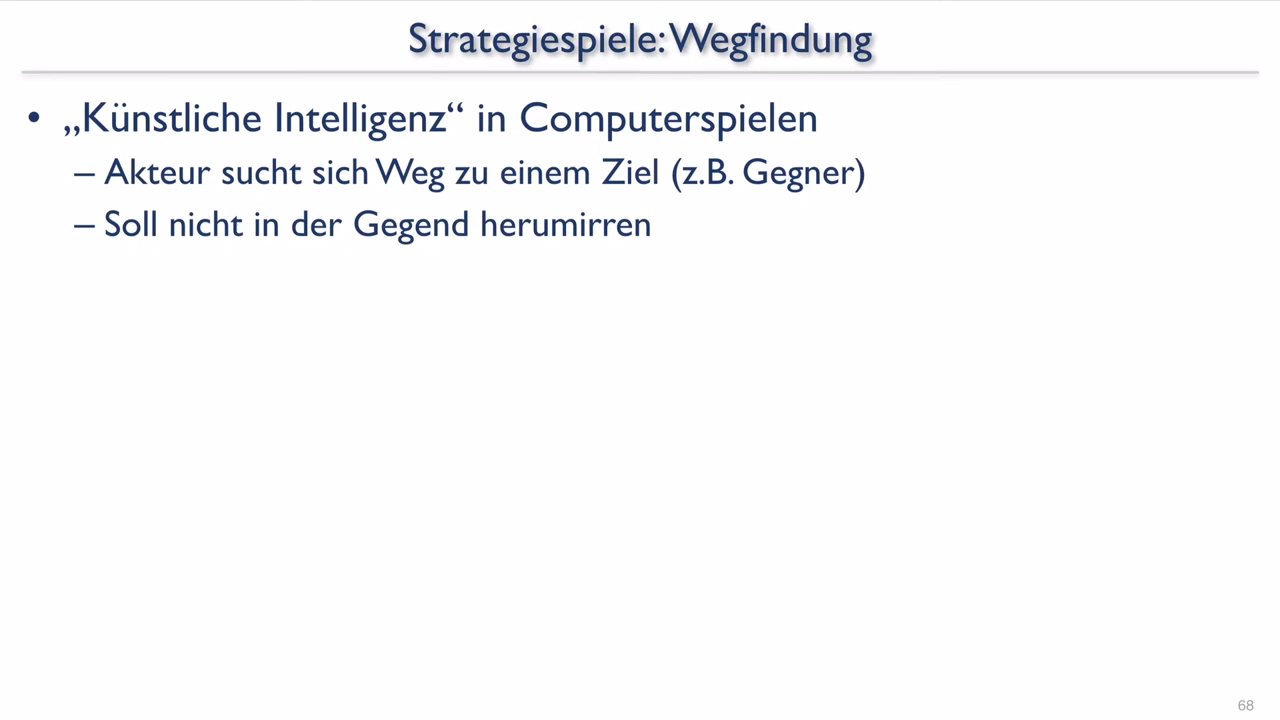 Strategiespiele: Wegfindung
• „Künstliche Intelligenz“ in Computerspielen
– Akteur sucht sich Weg zu einem Ziel (z.B. Gegner)
– Soll nicht in der Gegend herumirren
68